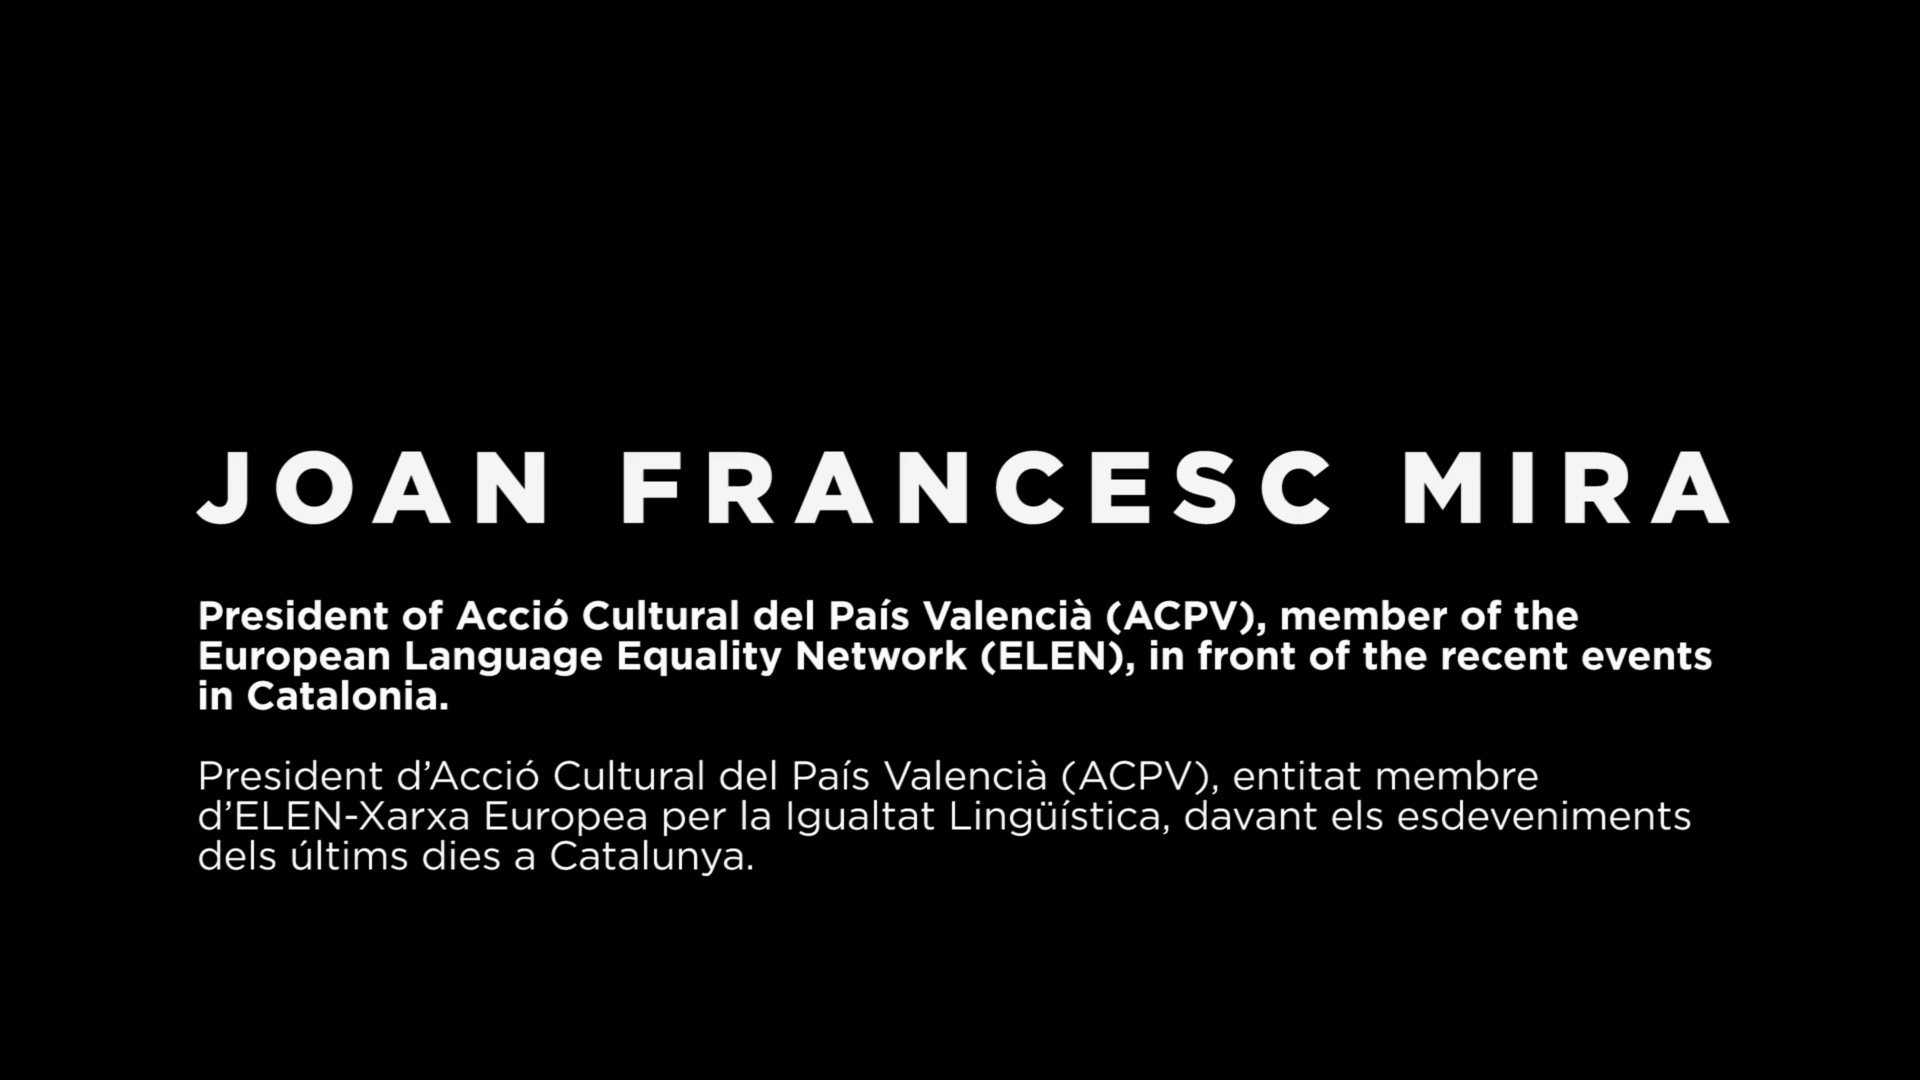 JOAN FRANCESC MIRA
President of Acció Cultural del País Valencià (ACPV), member of the
European Language Equality Network (ELEN), in front of the recent events
in Catalonia.
President d’Acció Cultural del País Valencià (ACPV), entitat membre
d’ELEN-Xarxa Europea per la Igualtat Lingüística, davant els esdeveniments
dels últims dies a Catalunya.